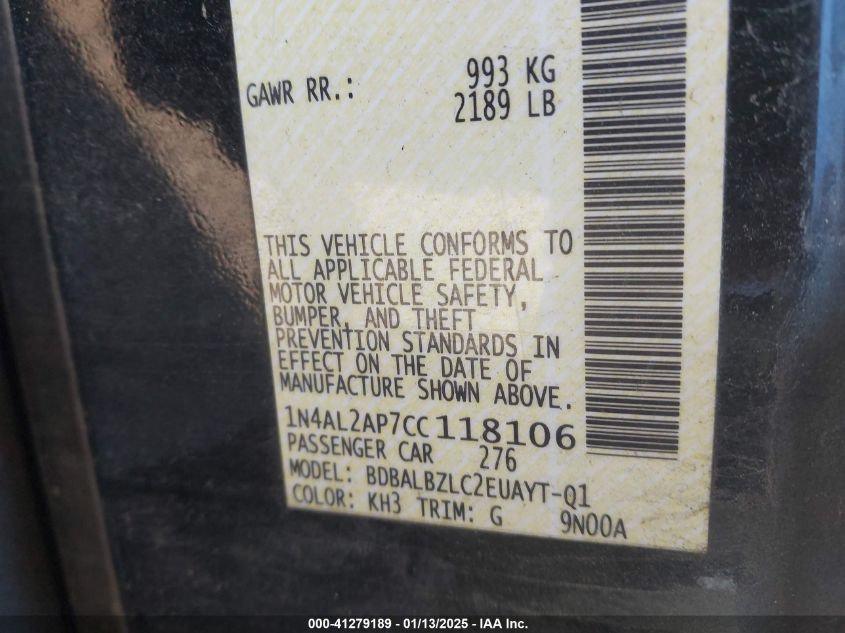 GAWR RR.: 993 KG
2189 LB
THIS VEHICLE CONFORMS TO
ALL APPLICABLE FEDERAL
MOTOR VEHICLE SAFETY,
BUMPER, AND THEFT
PREVENTION STANDARDS IN
EFFECT ON THE DATE OF
MANUFACTURE SHOWN ABOVE.
1N4AL2AP7CC118106
PASSENGER CAR 276
MODEL: BDBALBZLC2EUAYT-Q1
COLOR: KH3 TRIM: G 9N00A
000-41279189 - 01/13/2025 - IAA Inc.